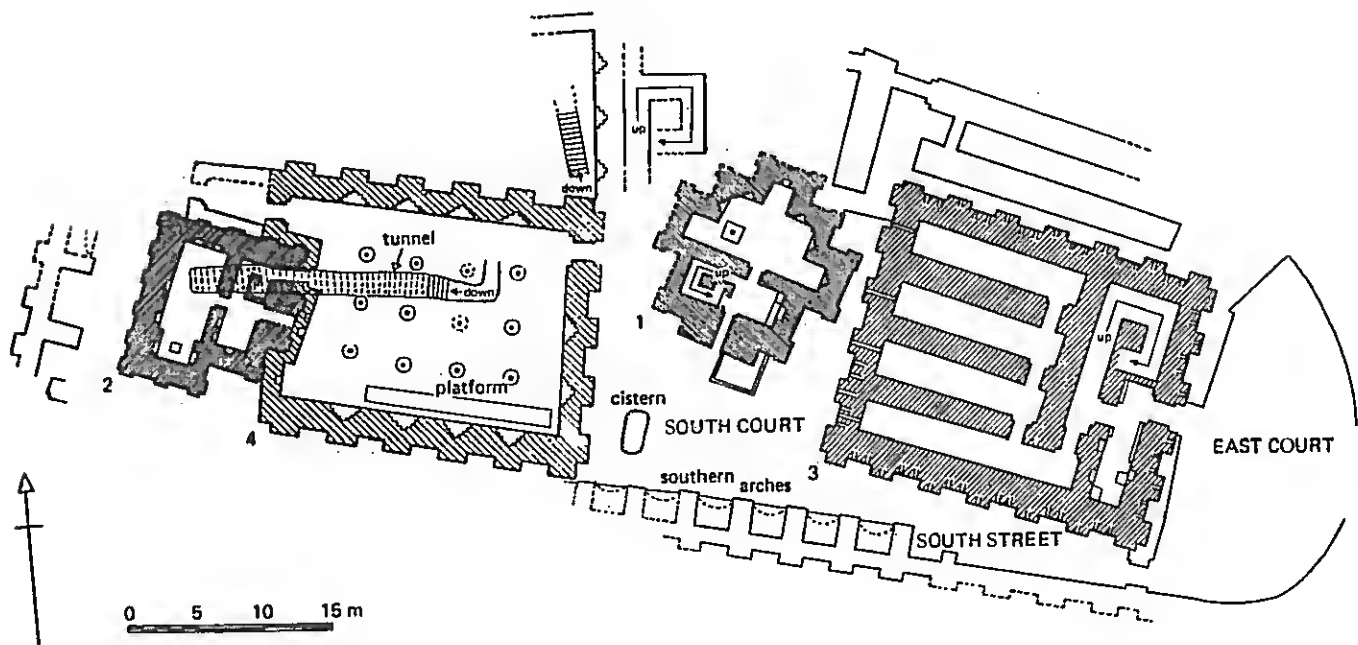 up
down
tunnel
down
up
1
up
2
platform
cistern
SOUTH COURT
4
3
EAST COURT
southern arches
SOUTH STREET
0 5 10 15 m